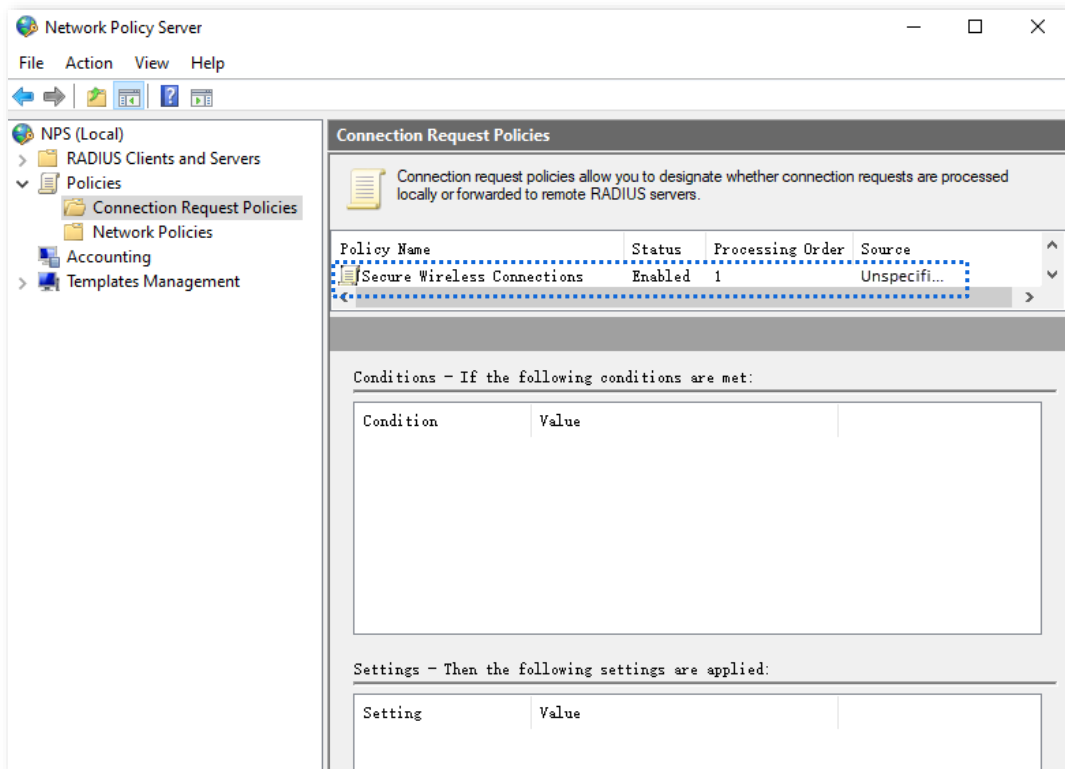 Network Policy Server
File Action View Help
NPS (Local)
RADIUS Clients and Servers
Policies
Connection Request Policies
Network Policies
Accounting
Templates Management
Connection Request Policies
Connection request policies allow you to designate whether connection requests are processed
locally or forwarded to remote RADIUS servers.
Policy Name Status Processing Order Source
Secure Wireless Connections Enabled 1 Unspecifi...
Conditions - If the following conditions are met:
Condition Value
Settings - Then the following settings are applied:
Setting Value